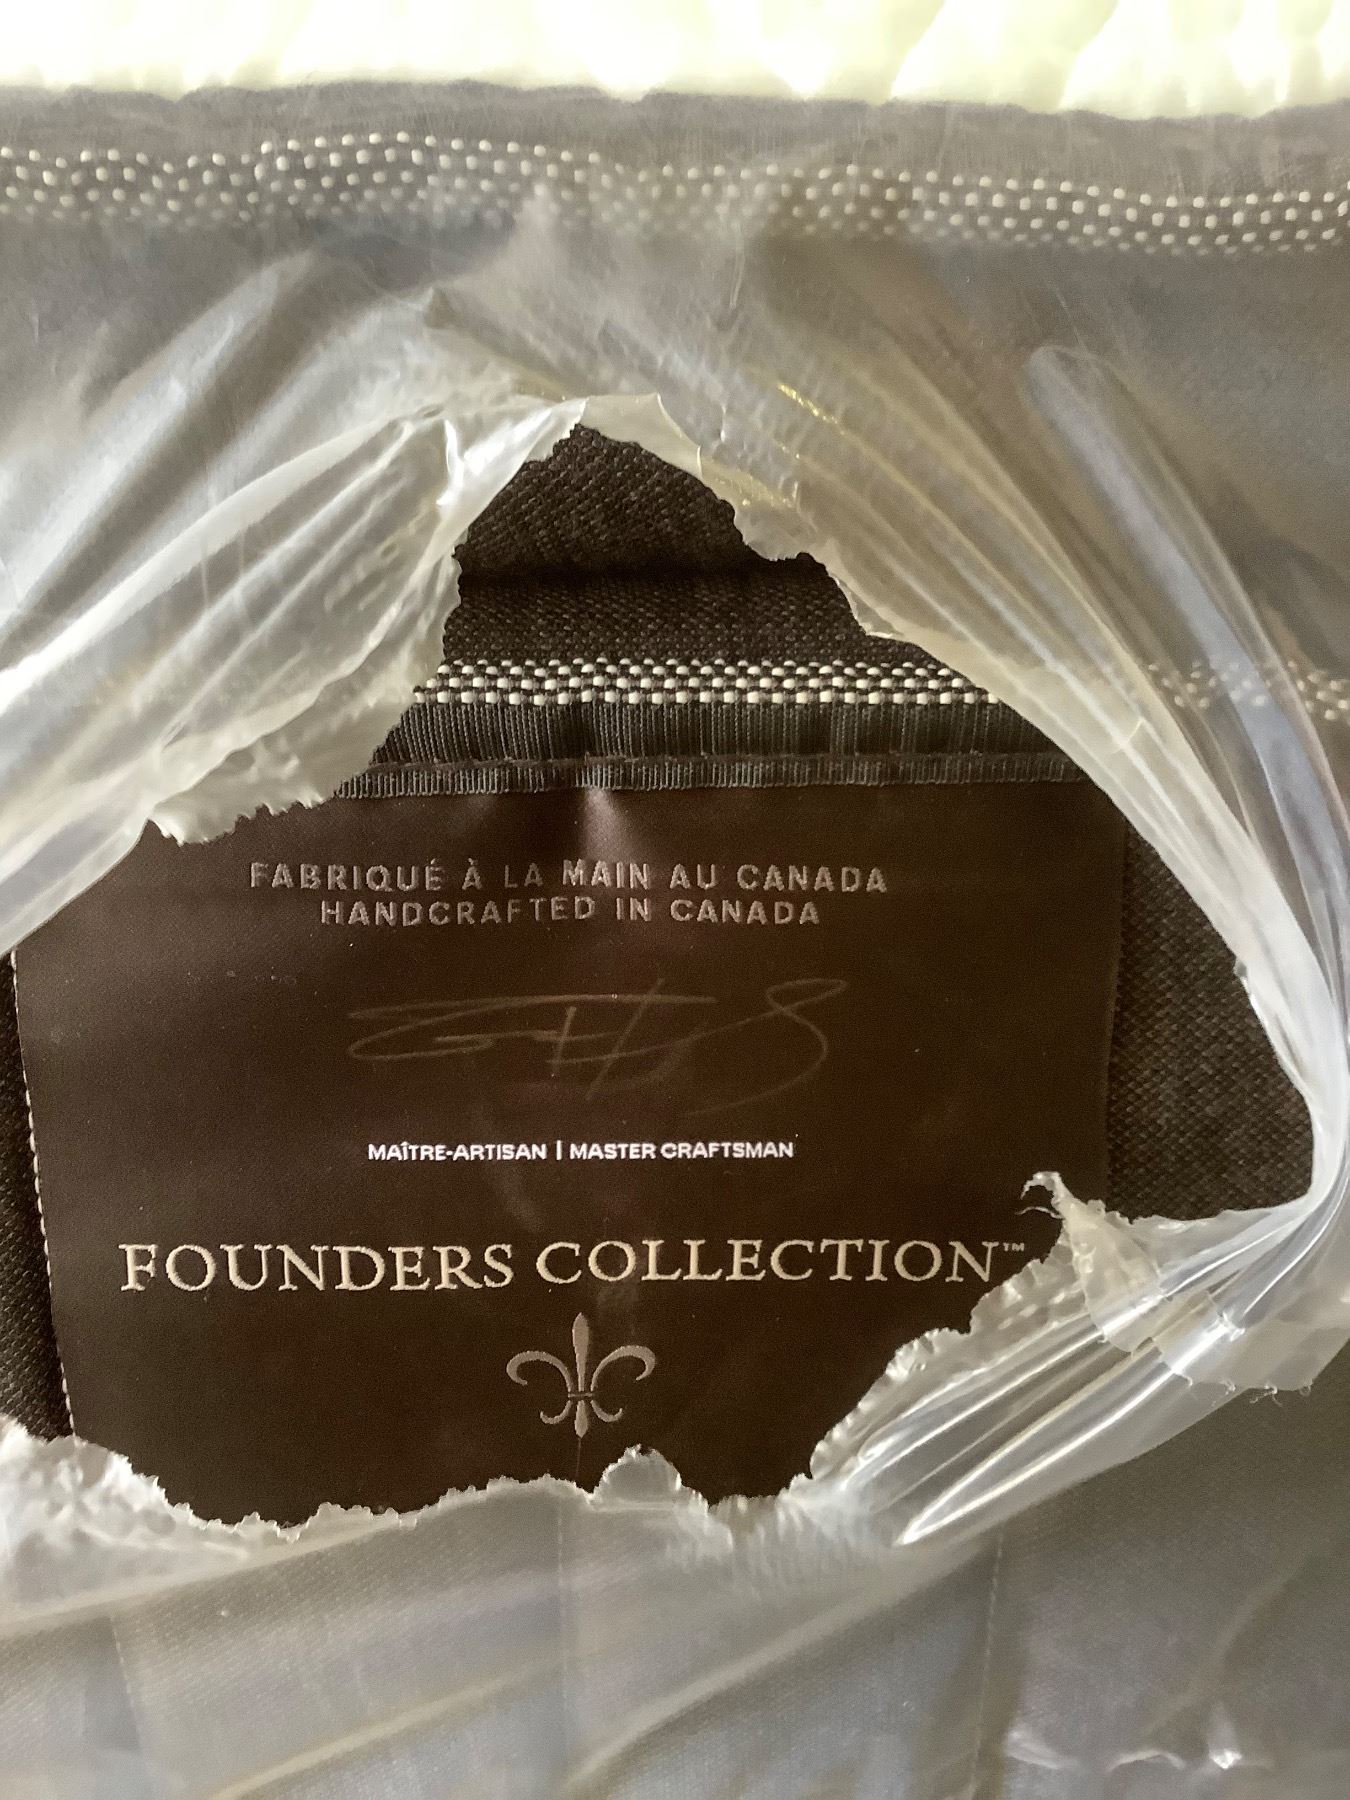 FABRIQUÉ À LA MAIN AU CANADA
HANDCRAFTED IN CANADA
MAÎTRE-ARTISAN | MASTER CRAFTSMAN
FOUNDERS COLLECTION™